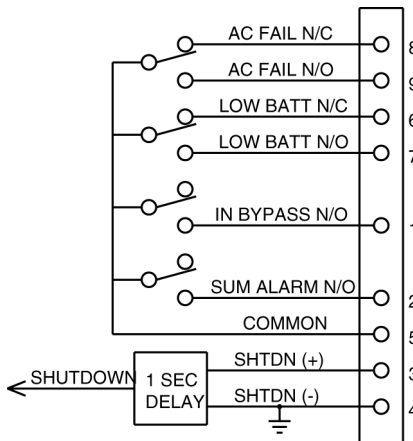 AC FAIL N/C 8
AC FAIL N/O 9
LOW BATT N/C 6
LOW BATT N/O 7
IN BYPASS N/O 1
SUM ALARM N/O 2
COMMON 5
SHTDN (+) 3
SHUTDOWN 1 SEC DELAY
SHTDN (-) 4